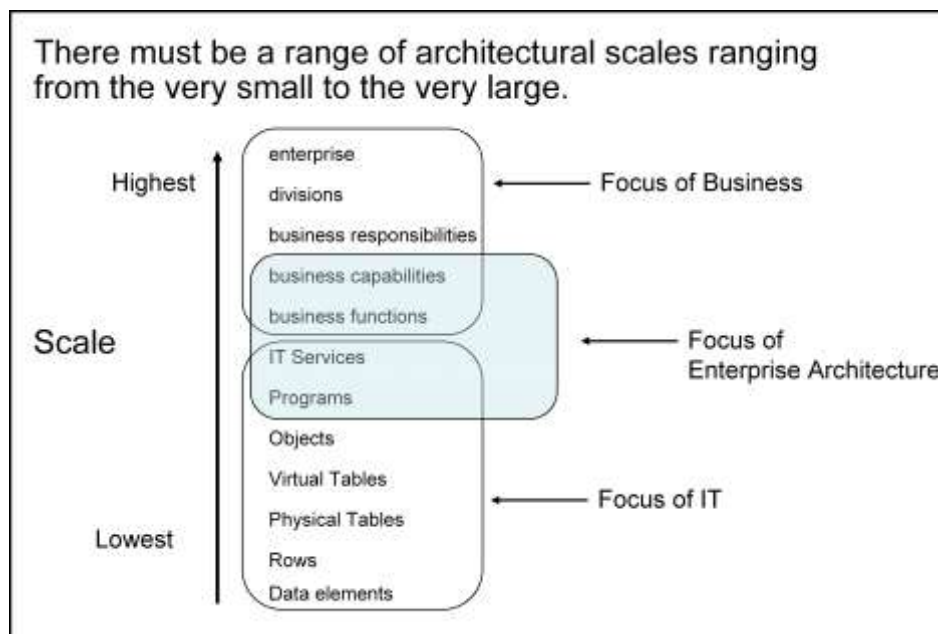 There must be a range of architectural scales ranging
from the very small to the very large.
Highest
Scale
Lowest
enterprise
divisions
business responsibilities
business capabilities
business functions
IT Services
Programs
Objects
Virtual Tables
Physical Tables
Rows
Data elements
Focus of Business
Focus of
Enterprise Architecture
Focus of IT